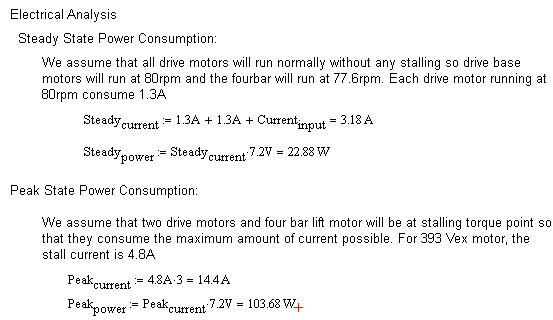 Electrical Analysis
Steady State Power Consumption:
We assume that all drive motors will run normally without any stalling so drive base
motors will run at 80rpm and the fourbar will run at 77.6rpm. Each drive motor running at
80rpm consume 1.3A
Steady_current := 1.3A + 1.3A + Current_input = 3.18 A
Steady_power := Steady_current·7.2V = 22.88 W
Peak State Power Consumption:
We assume that two drive motors and four bar lift motor will be at stalling torque point so
that they consume the maximum amount of current possible. For 393 Vex motor, the
stall current is 4.8A
Peak_current := 4.8A·3 = 14.4 A
Peak_power := Peak_current·7.2V = 103.68 W